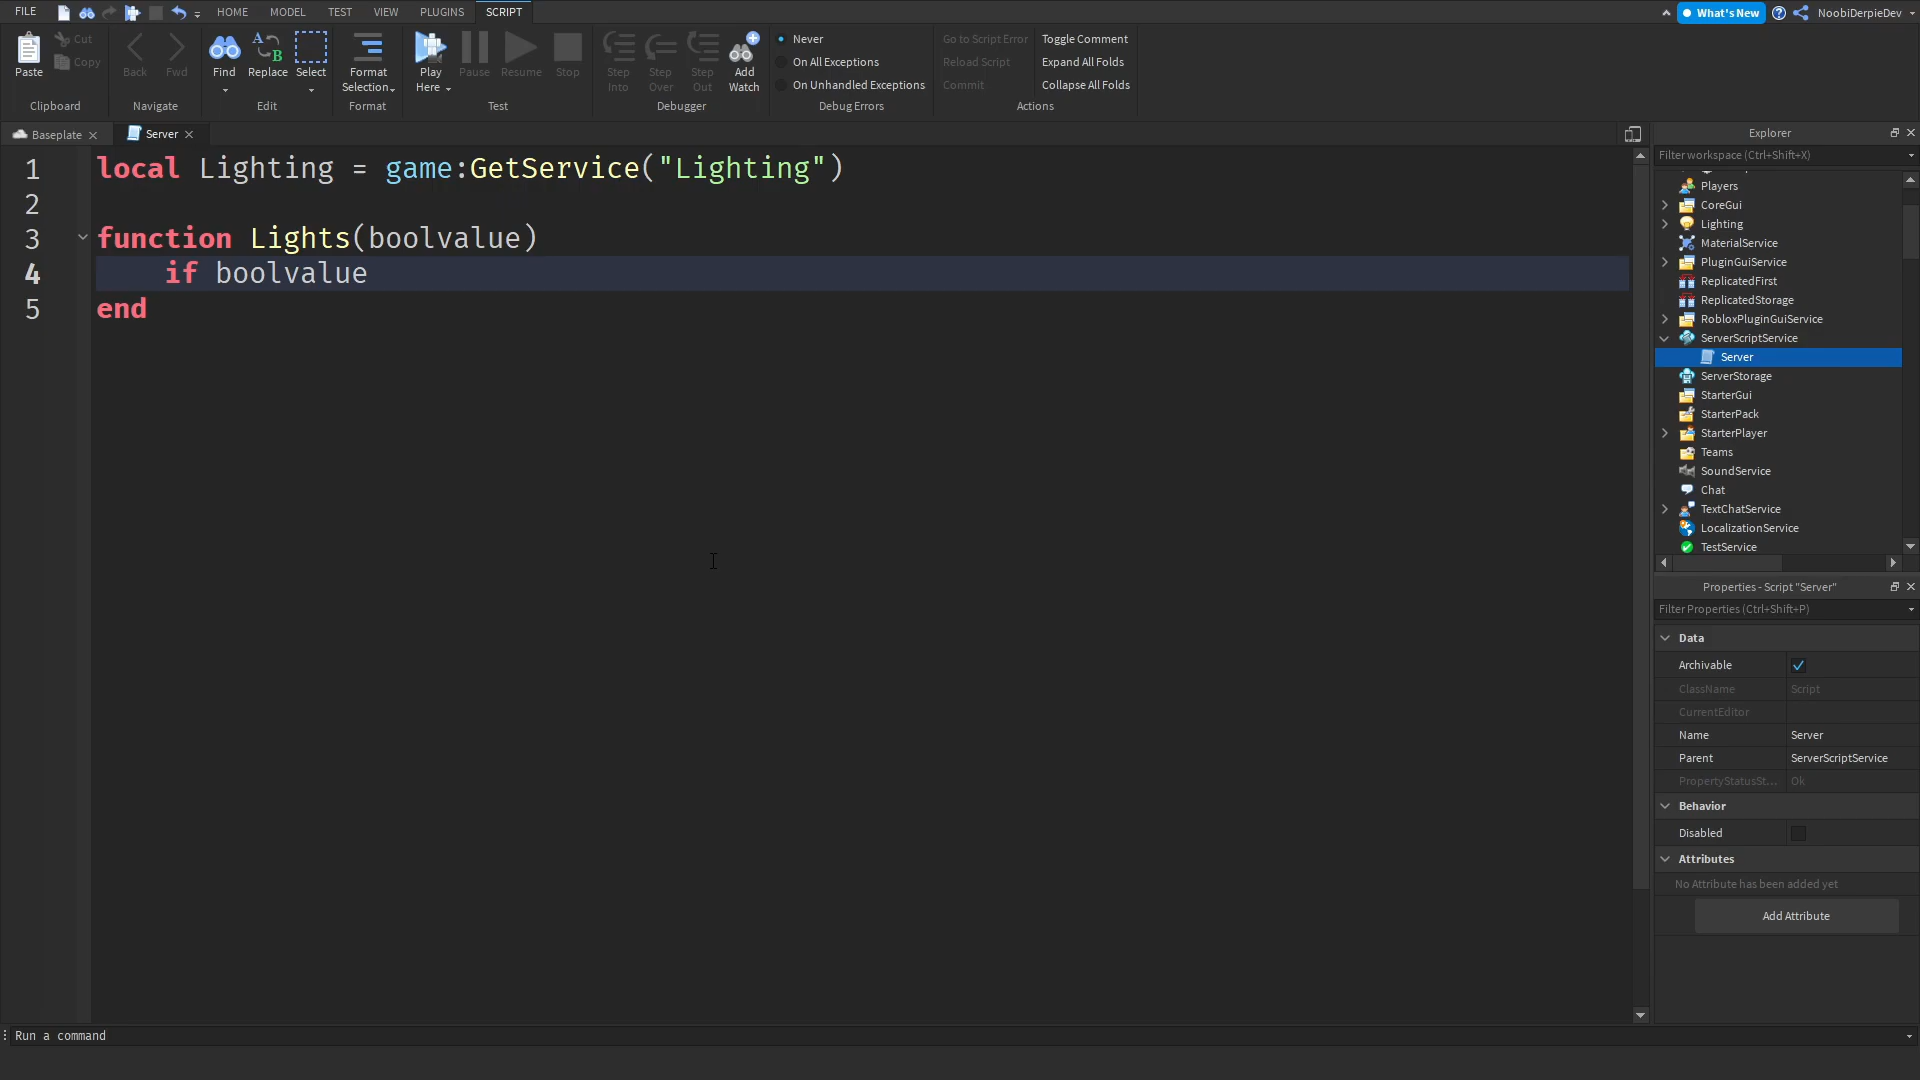 FILE HOME MODEL TEST VIEW PLUGINS SCRIPT What's New NoobiDerpieDev
Paste Cut Copy
Clipboard
Back Fwd
Navigate
Find Replace Select
Edit
Format
Selection
Format
Play
Here
Pause Resume Stop
Test
Step
Into
Step
Over
Step
Out
Add
Watch
Debugger
Never
On All Exceptions
On Unhandled Exceptions
Debug Errors
Go to Script Error
Reload Script
Commit
Toggle Comment
Expand All Folds
Collapse All Folds
Actions
Baseplate Server
1 local Lighting = game:GetService("Lighting")
2
3 function Lights(boolvalue)
4 if boolvalue
5 end
Explorer
Filter workspace (Ctrl+Shift+X)
Players
CoreGui
Lighting
MaterialService
PluginGuiService
ReplicatedFirst
ReplicatedStorage
RobloxPluginGuiService
ServerScriptService
Server
ServerStorage
StarterGui
StarterPack
StarterPlayer
Teams
SoundService
Chat
TextChatService
LocalizationService
TestService
Properties - Script "Server"
Filter Properties (Ctrl+Shift+P)
Data
Archivable
ClassName Script
CurrentEditor
Name Server
Parent ServerScriptService
PropertyStatusSt... Ok
Behavior
Disabled
Attributes
No Attribute has been added yet
Add Attribute
Run a command